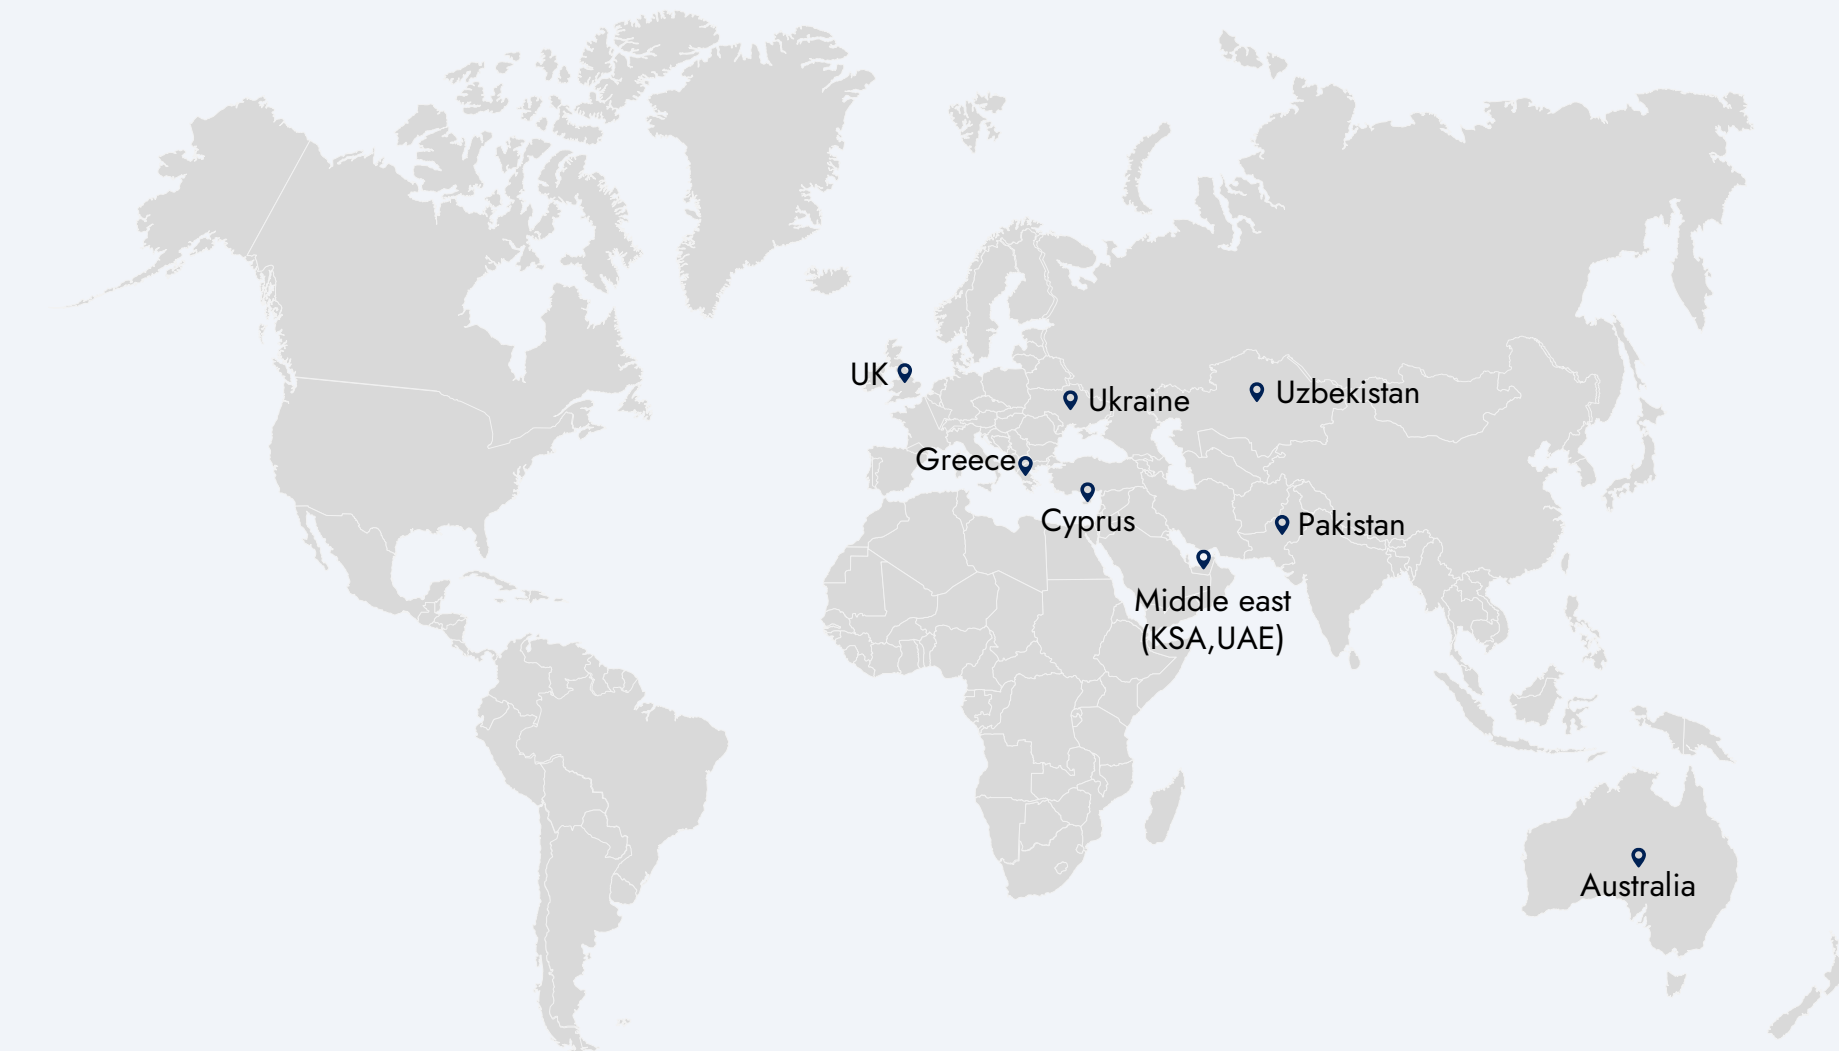 UK
Ukraine
Uzbekistan
Greece
Cyprus
Pakistan
Middle east
(KSA,UAE)
Australia